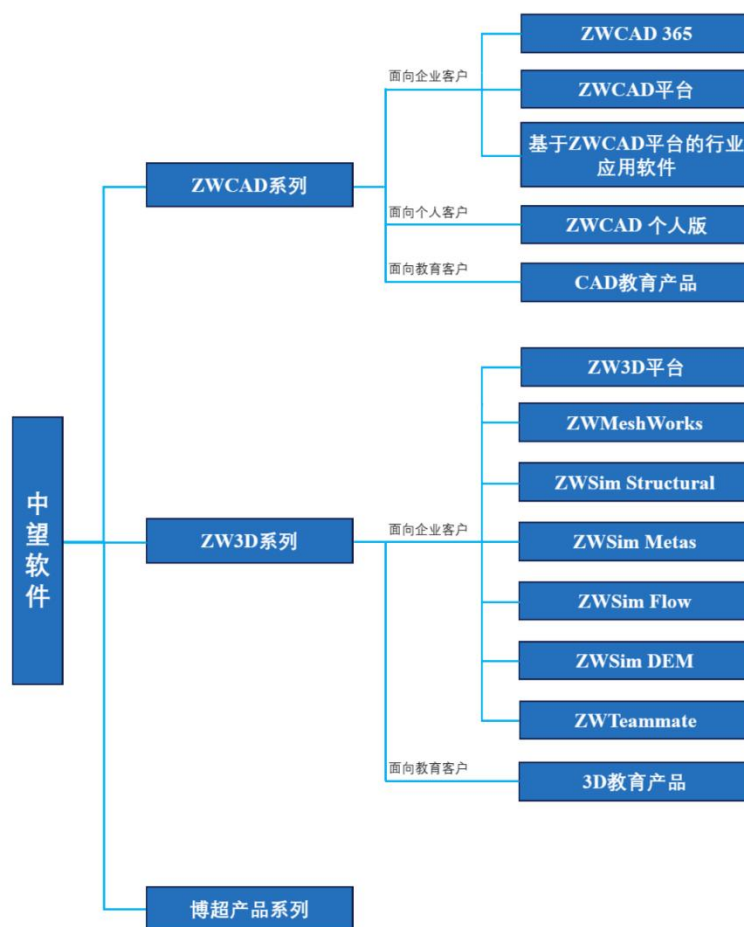 中望软件
ZWCAD系列
面向企业客户
ZWCAD 365
ZWCAD平台
基于ZWCAD平台的行业
应用软件
面向个人客户
ZWCAD 个人版
面向教育客户
CAD教育产品
ZW3D系列
面向企业客户
ZW3D平台
ZWMeshWorks
ZWSim Structural
ZWSim Metas
ZWSim Flow
ZWSim DEM
ZWTeammate
面向教育客户
3D教育产品
博超产品系列